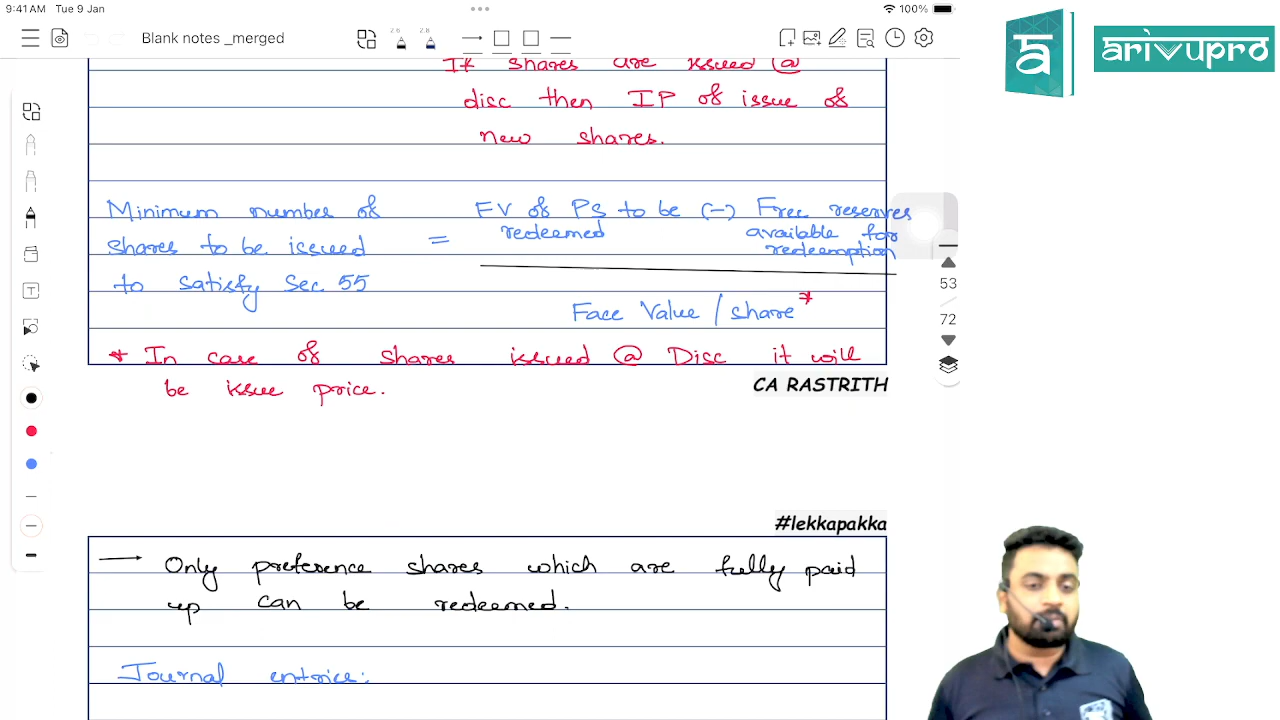 9:41 AM Tue 9 Jan
100%
Blank notes _merged
2.6
2.8
a
arivupro
If shares are issued @
disc then IP of issue of
new shares.
Minimum number of
shares to be issued
to satisfy Sec 55
=
FV of PS to be (-) Free reserves
redeemed available for
redemption
Face Value / share *
* In case of shares issued @ Disc it will
be issue price.
53
72
CA RASTRITH
#lekkapakka
→ Only preference shares which are fully paid
up can be redeemed.
Journal entries: